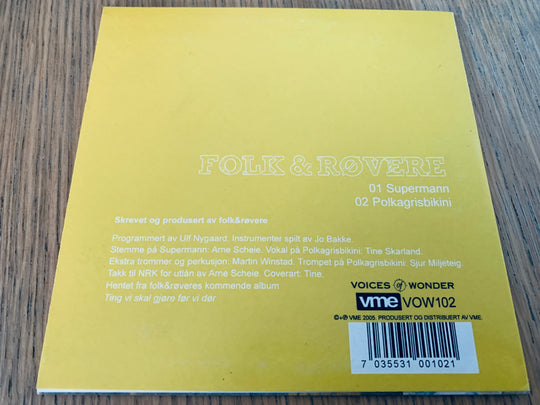 FOLK & RØVERE
01 Supermann
02 Polkagrisbikini
Skrevet og produsert av folk&røvere
Programmert av Ulf Nygaard. Instrumenter spilt av Jo Bakke.
Stemme på Supermann: Arne Scheie. Vokal på Polkagrisbikini: Tine Skarland.
Ekstra trommer og perkusjon: Martin Winstad. Trompet på Polkagrisbikini: Sjur Miljeteig.
Takk til NRK for utlån av Arne Scheie. Coverart: Tine.
Hentet fra folk&røveres kommende album
Ting vi skal gjøre før vi dør
VOICES of WONDER
vme VOW102
©+℗ VME 2005. PRODUSERT OG DISTRIBUERT AV VME.
7 035531 001021